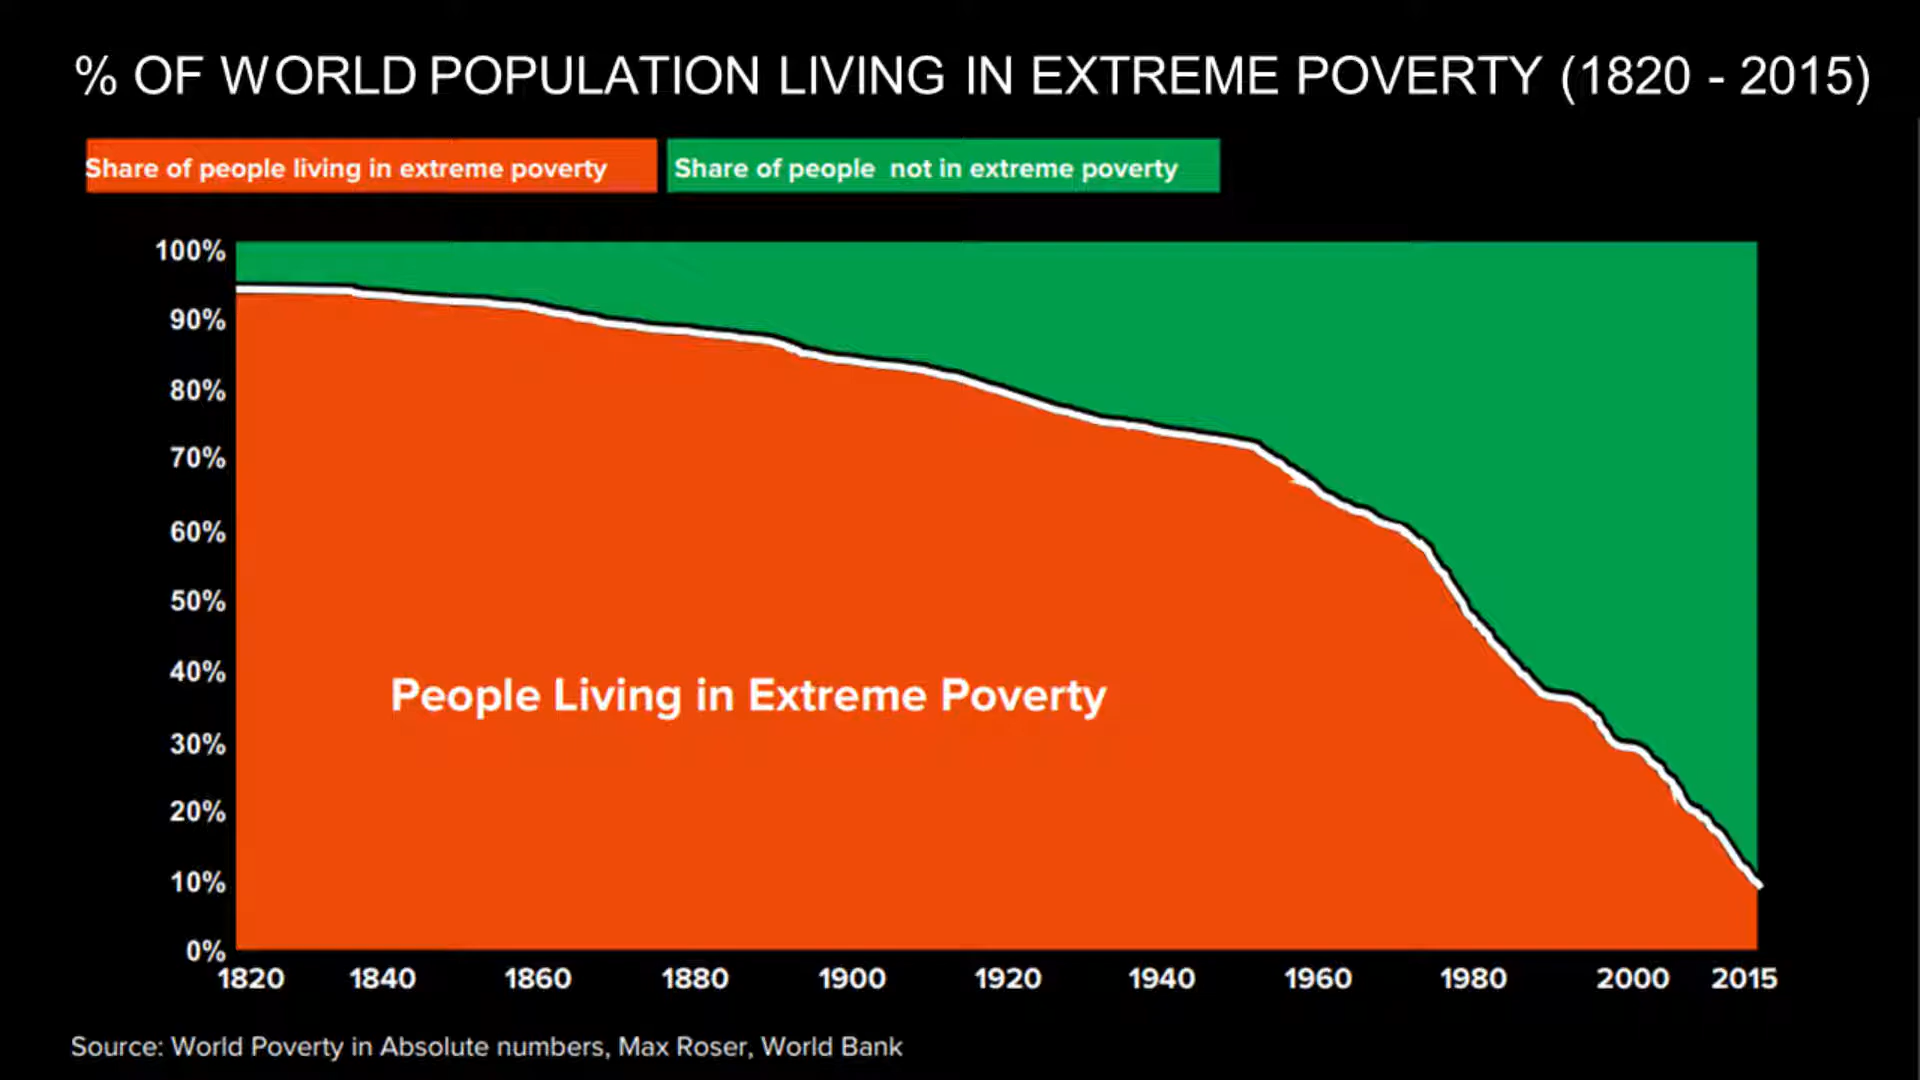 % OF WORLD POPULATION LIVING IN EXTREME POVERTY (1820 - 2015)
Share of people living in extreme poverty
Share of people not in extreme poverty
100%
90%
80%
70%
60%
50%
40%
30%
20%
10%
0%
People Living in Extreme Poverty
1820 1840 1860 1880 1900 1920 1940 1960 1980 2000 2015
Source: World Poverty in Absolute numbers, Max Roser, World Bank